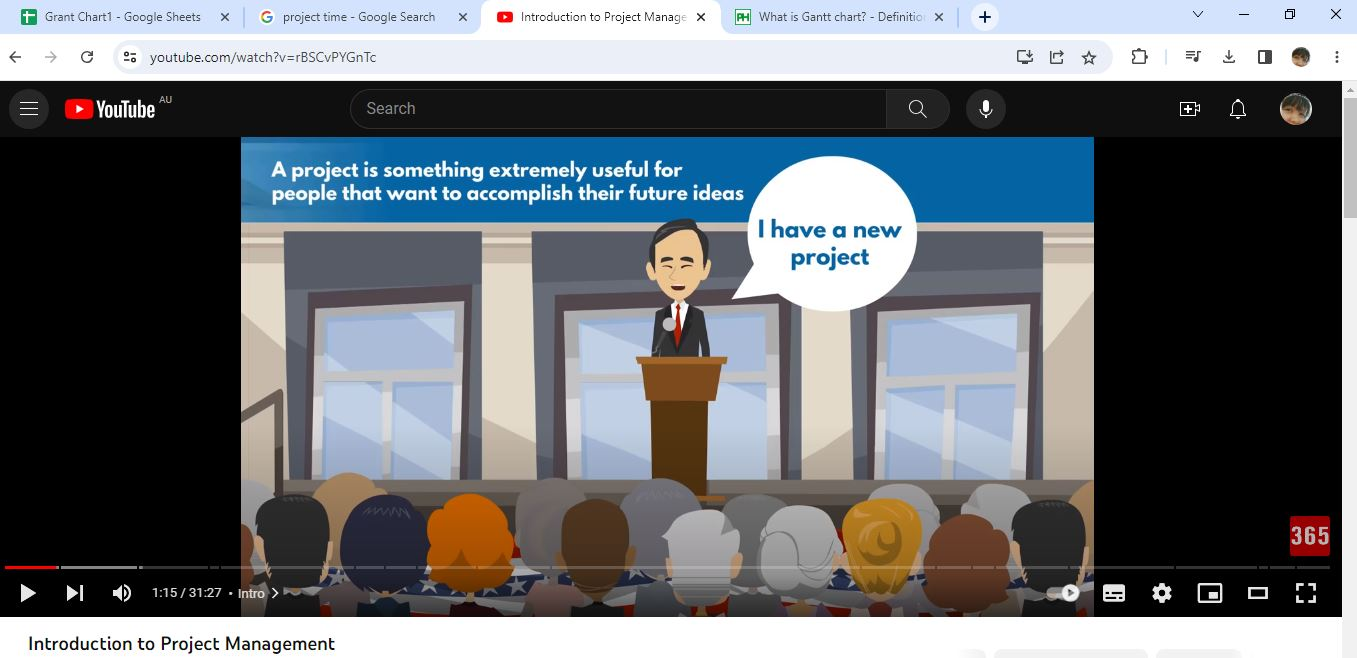 Grant Chart1 - Google Sheets
project time - Google Search
Introduction to Project Manage
What is Gantt chart? - Definition
youtube.com/watch?v=rBSCvPYGnTc
YouTube AU
Search
A project is something extremely useful for
people that want to accomplish their future ideas
I have a new
project
365
1:15 / 31:27 • Intro
Introduction to Project Management